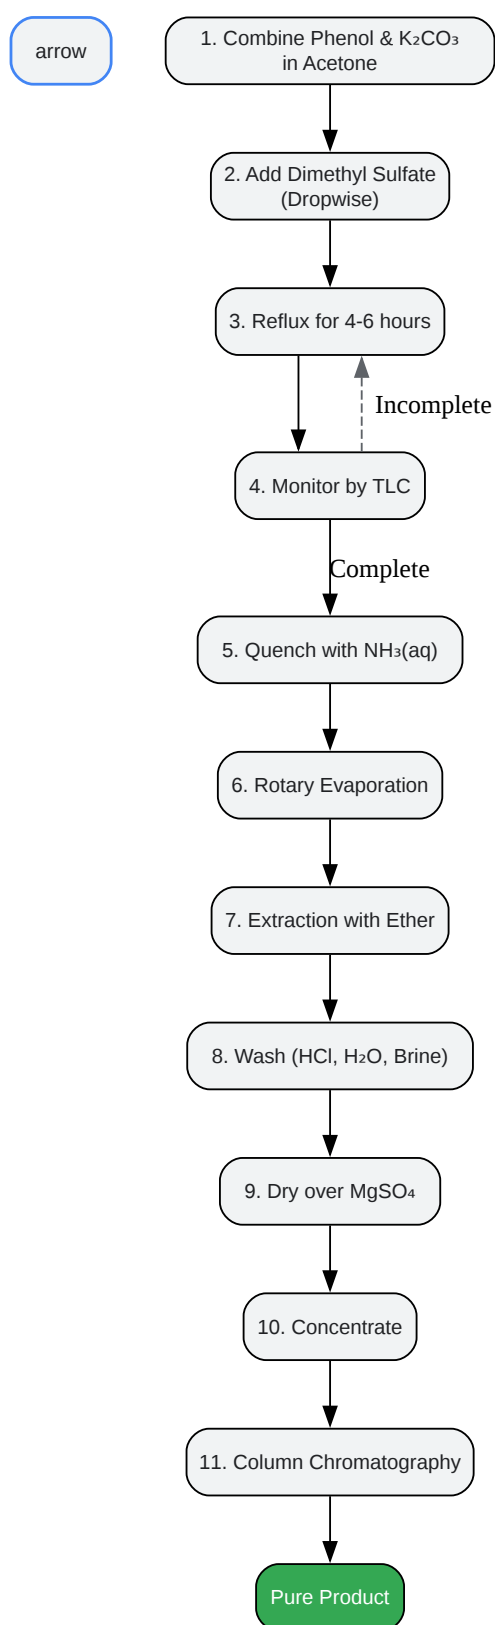 arrow
1. Combine Phenol & K₂CO₃
in Acetone
2. Add Dimethyl Sulfate
(Dropwise)
3. Reflux for 4-6 hours
Incomplete
4. Monitor by TLC
Complete
5. Quench with NH₃(aq)
6. Rotary Evaporation
7. Extraction with Ether
8. Wash (HCl, H₂O, Brine)
9. Dry over MgSO₄
10. Concentrate
11. Column Chromatography
Pure Product